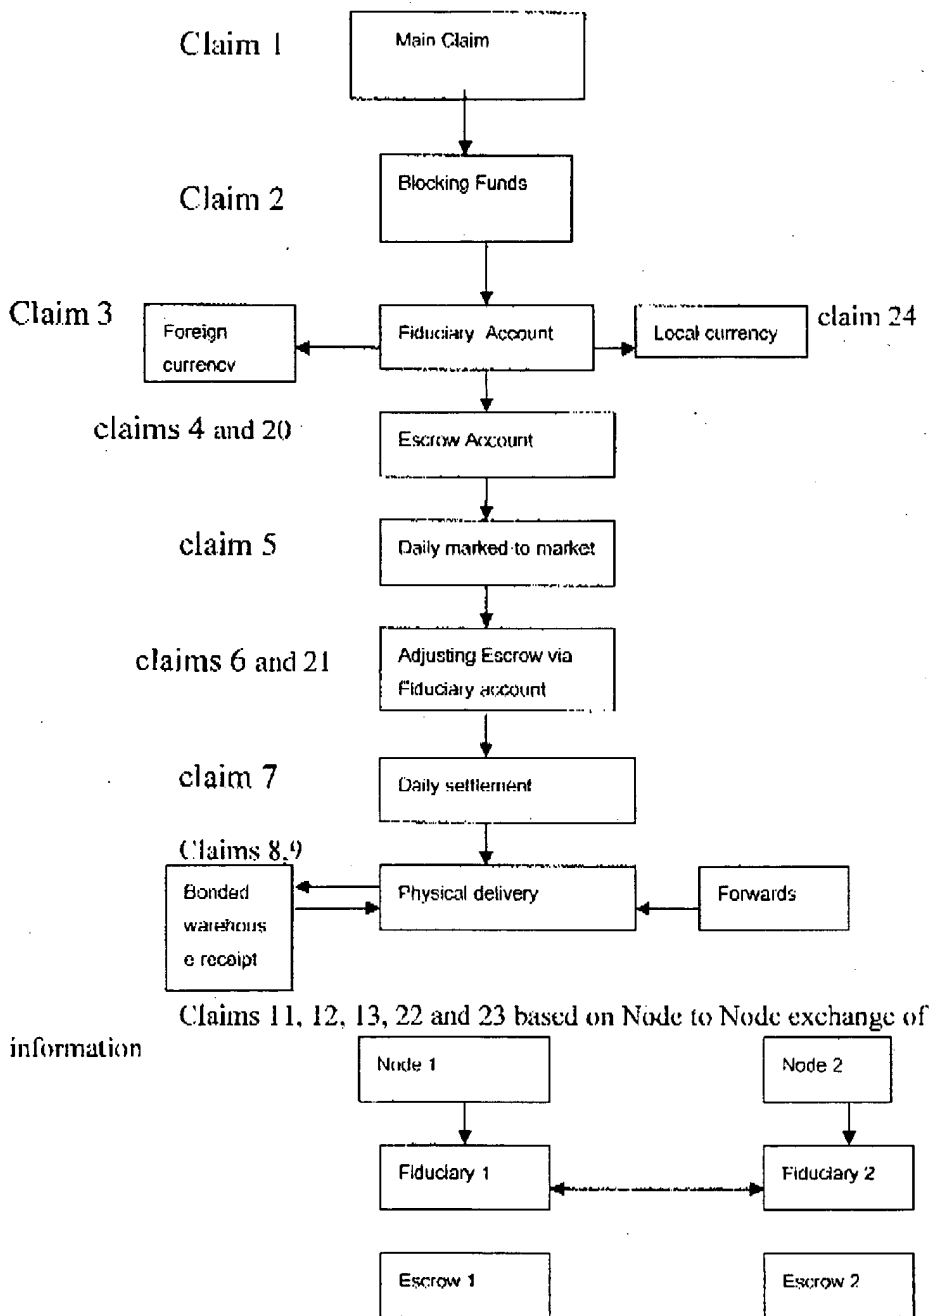 Claim 1
Main Claim
Claim 2
Blocking Funds
Claim 3
Foreign
currency
Fiduciary Account
Local currency
claim 24
claims 4 and 20
Escrow Account
claim 5
Daily marked to market
claims 6 and 21
Adjusting Escrow via
Fiduciary account
claim 7
Daily settlement
Claims 8,9
Bonded
warehous
e receipt
Physical delivery
Forwards
Claims 11, 12, 13, 22 and 23 based on Node to Node exchange of
information
Node 1
Node 2
Fiduciary 1
Fiduciary 2
Escrow 1
Escrow 2